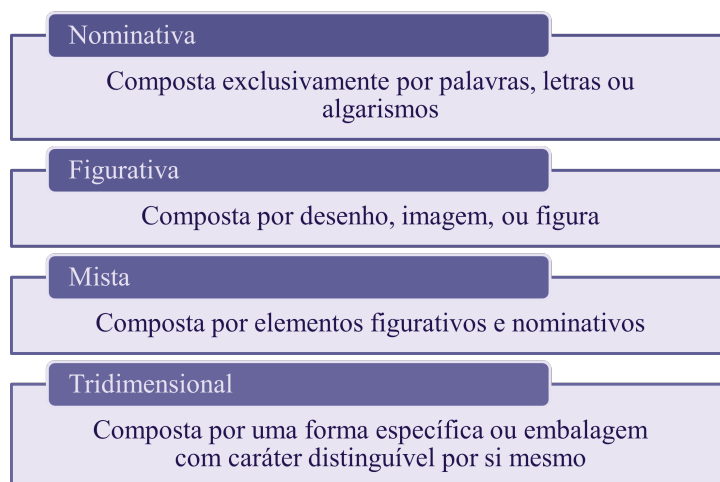 Nominativa
Composta exclusivamente por palavras, letras ou
algarismos
Figurativa
Composta por desenho, imagem, ou figura
Mista
Composta por elementos figurativos e nominativos
Tridimensional
Composta por uma forma específica ou embalagem
com caráter distinguível por si mesmo